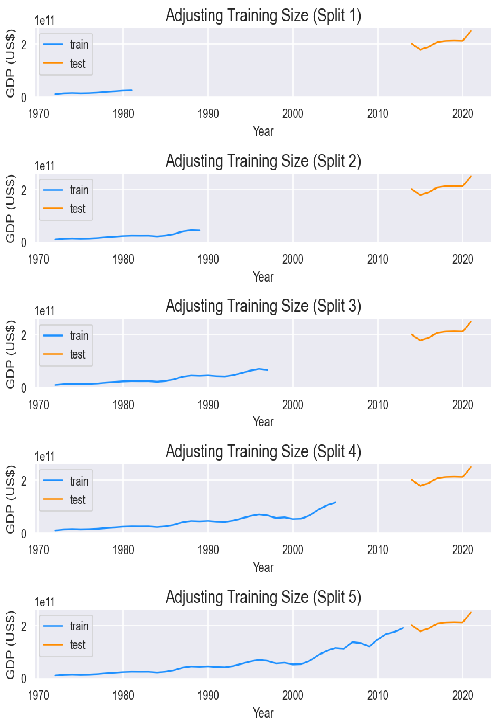 Adjusting Training Size (Split 1)
1e11
GDP (US$)
2
0
train
test
1970 1980 1990 2000 2010 2020
Year
Adjusting Training Size (Split 2)
1e11
GDP (US$)
2
0
train
test
1970 1980 1990 2000 2010 2020
Year
Adjusting Training Size (Split 3)
1e11
GDP (US$)
2
0
train
test
1970 1980 1990 2000 2010 2020
Year
Adjusting Training Size (Split 4)
1e11
GDP (US$)
2
0
train
test
1970 1980 1990 2000 2010 2020
Year
Adjusting Training Size (Split 5)
1e11
GDP (US$)
2
0
train
test
1970 1980 1990 2000 2010 2020
Year